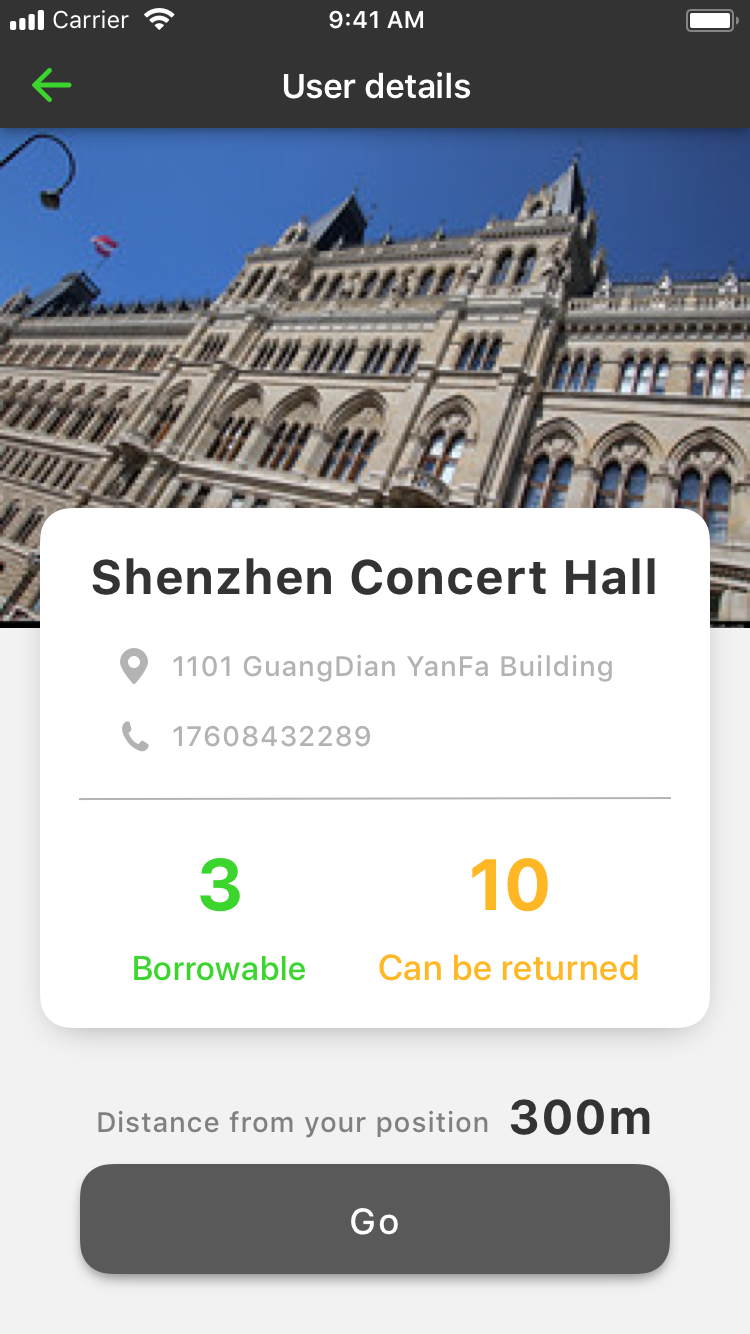 Carrier 9:41 AM
User details
Shenzhen Concert Hall
1101 GuangDian YanFa Building
17608432289
3 10
Borrowable Can be returned
Distance from your position 300m
Go